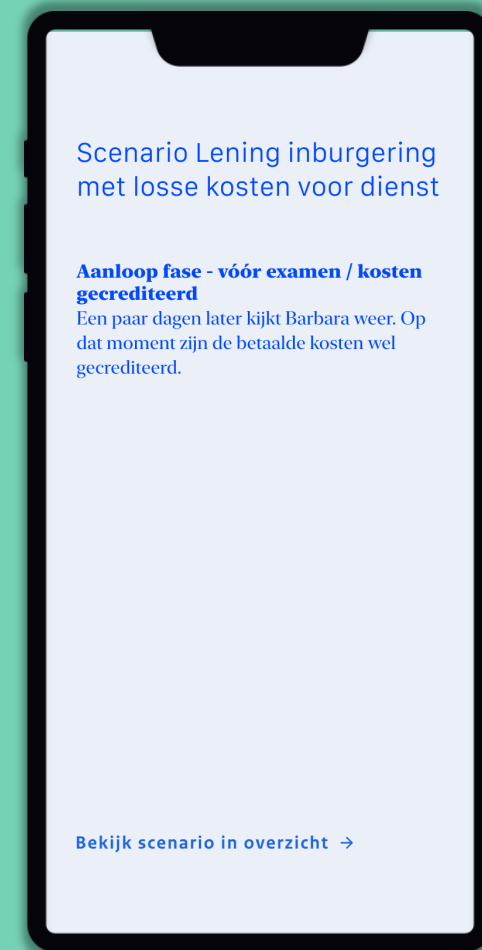 Scenario Lening inburgering
met losse kosten voor dienst
Aanloop fase - vóór examen / kosten
gecrediteerd
Een paar dagen later kijkt Barbara weer. Op
dat moment zijn de betaalde kosten wel
gecrediteerd.
Bekijk scenario in overzicht →